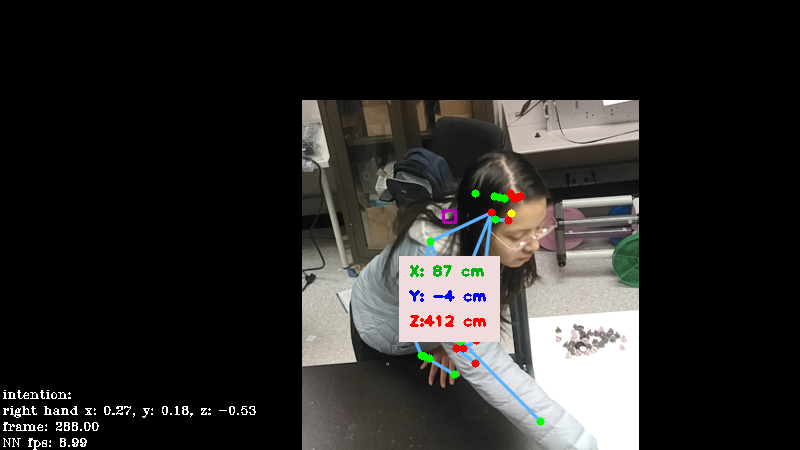 X: 87 cm
Y: -4 cm
Z:412 cm
intention:
right hand x: 0.27, y: 0.18, z: -0.53
frame: 288.00
NN fps: 8.99